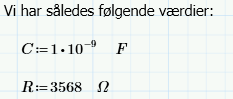 Vi har således følgende værdier:
C:=1•10⁻⁹ F
R:=3568 Ω